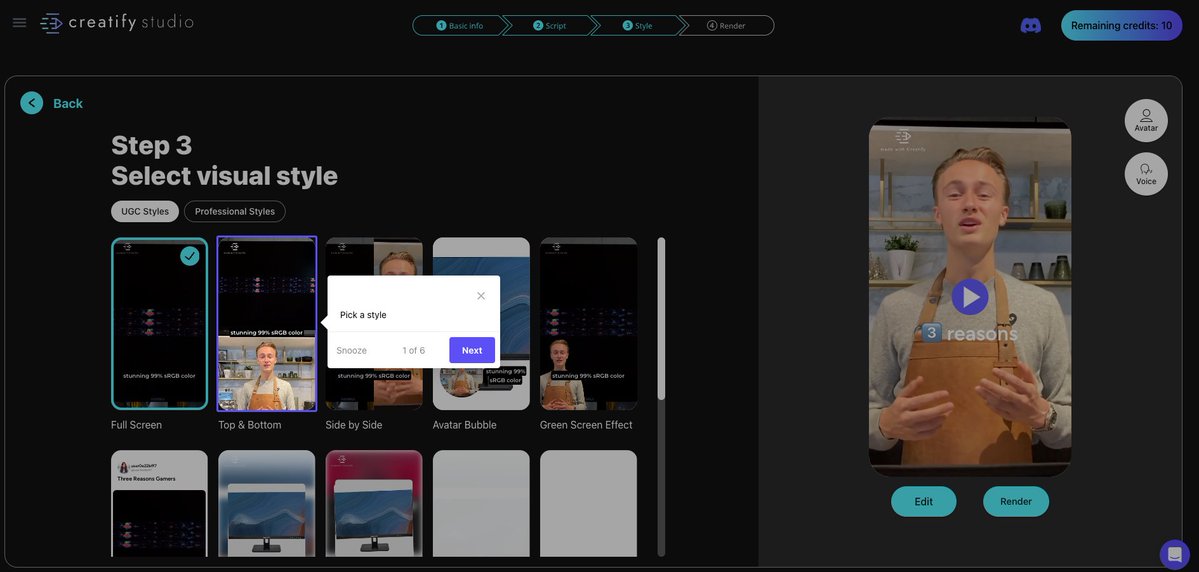 creatify studio
1 Basic info
2 Script
3 Style
4 Render
Remaining credits: 10
Back
Step 3
Select visual style
UGC Styles
Professional Styles
stunning 99% sRGB color
stunning 99% sRGB color
stunning 99% sRGB color
stunning 99%
sRGB color
stunning 99% sRGB color
Pick a style
Snooze
1 of 6
Next
Full Screen
Top & Bottom
Side by Side
Avatar Bubble
Green Screen Effect
Three Reasons Gamers
made with Creatify
3 reasons
Avatar
Voice
Edit
Render